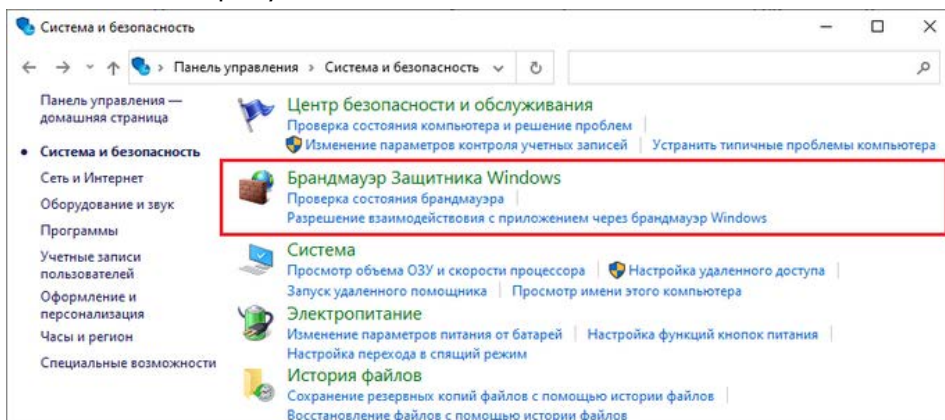 Система и безопасность
Панель управления › Система и безопасность
Панель управления —
домашняя страница
Система и безопасность
Сеть и Интернет
Оборудование и звук
Программы
Учетные записи
пользователей
Оформление и
персонализация
Часы и регион
Специальные возможности
Центр безопасности и обслуживания
Проверка состояния компьютера и решение проблем
Изменение параметров контроля учетных записей Устранить типичные проблемы компьютера
Брандмауэр Защитника Windows
Проверка состояния брандмауэра
Разрешение взаимодействовия с приложением через брандмауэр Windows
Система
Просмотр объема ОЗУ и скорости процессора Настройка удаленного доступа
Запуск удаленного помощника Просмотр имени этого компьютера
Электропитание
Изменение параметров питания от батарей Настройка функций кнопок питания
Настройка перехода в спящий режим
История файлов
Сохранение резервных копий файлов с помощью истории файлов
Восстановление файлов с помощью истории файлов